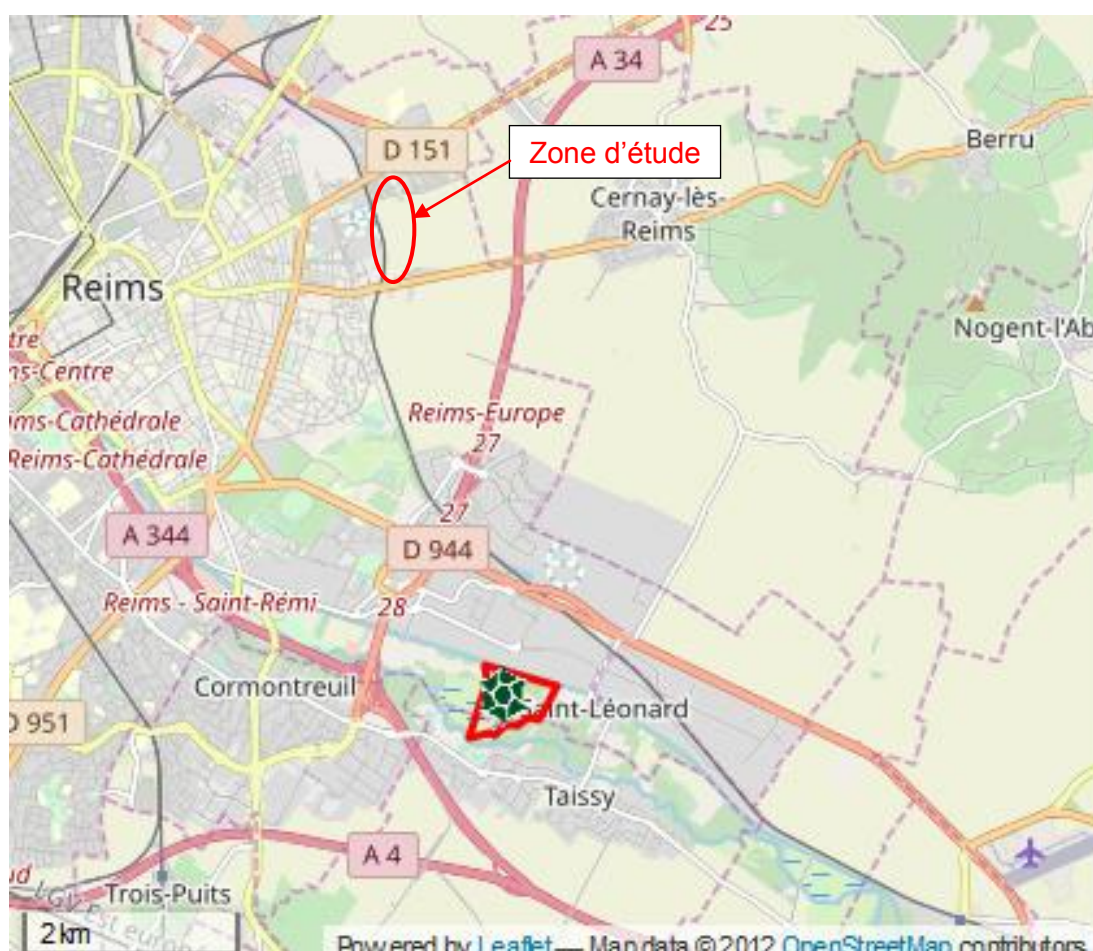 25
A 34
D 151
Zone d'étude
Berru
Cernay-lès-
Reims
Reims
Nogent-l'Ab
tre
ns-Centre
ims-Cathédrale
Reims-Cathédrale
Reims-Europe
27
27
A 344
D 944
Reims - Saint-Rémi
28
Cormontreuil
D 951
Saint-Léonard
Taissy
A 4
Trois-Puits
2 km
Powered by Leaflet — Map data © 2012 OpenStreetMap contributors